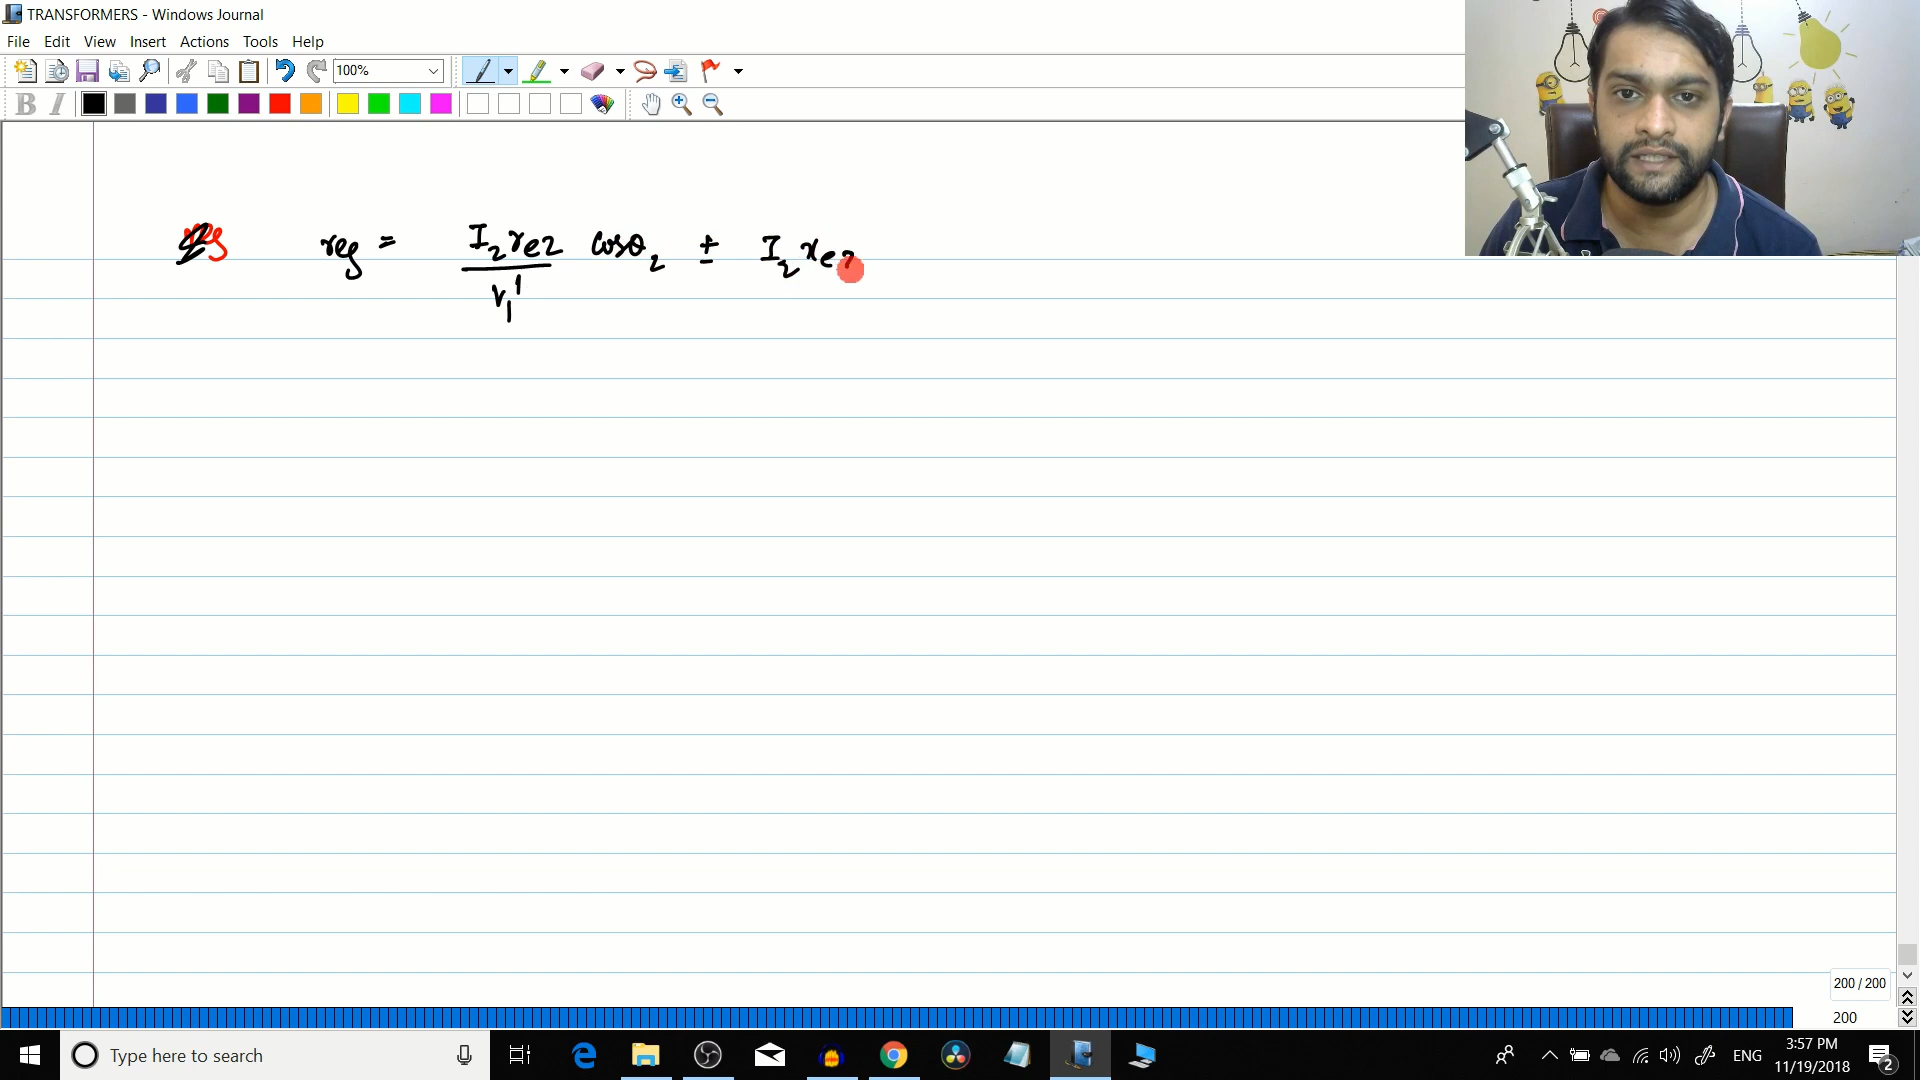 TRANSFORMERS - Windows Journal
File Edit View Insert Actions Tools Help
100%
B I
reg = I₂re2 cosθ₂ ± I₂xe2
V₁'
200 / 200
200
Type here to search
ENG
3:57 PM
11/19/2018
2